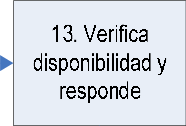 13. Verifica
disponibilidad y
responde